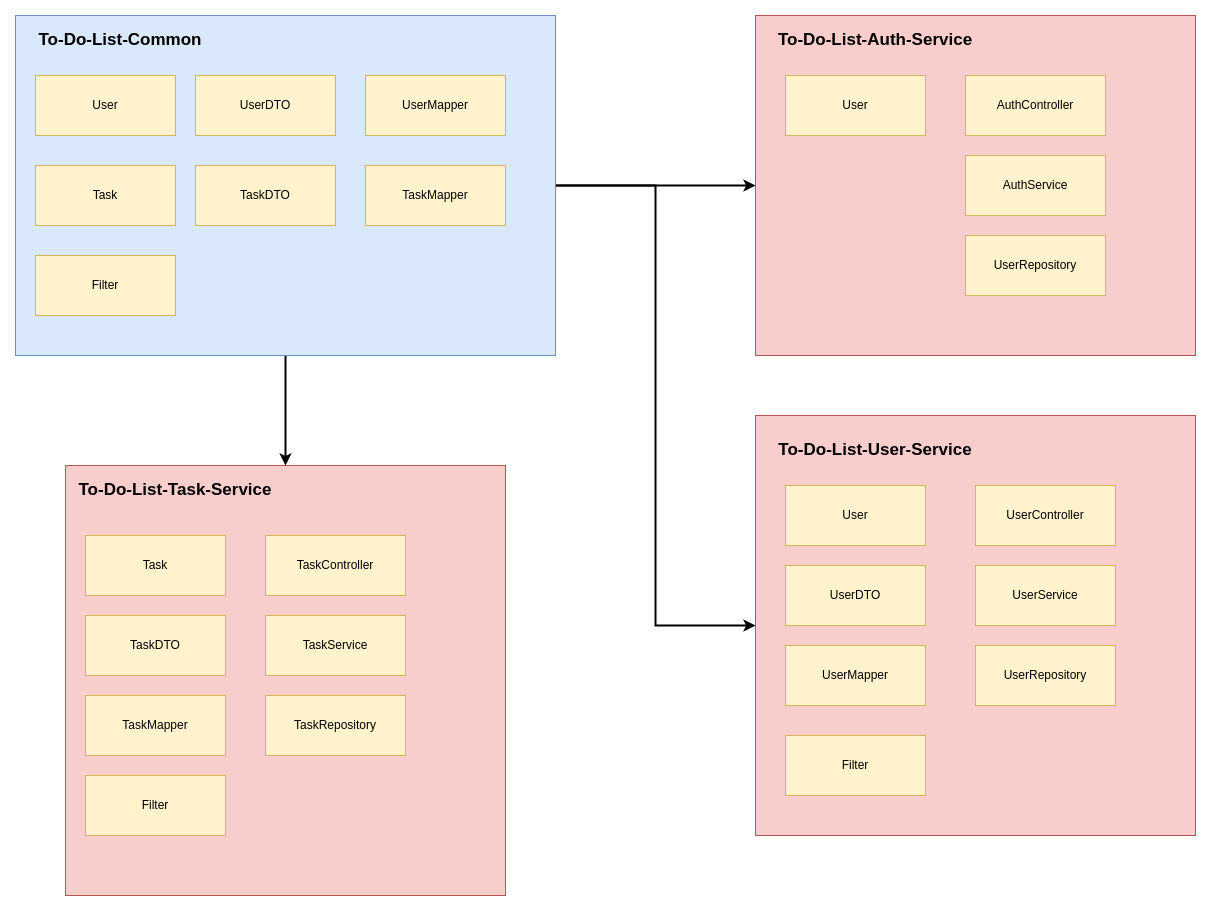 To-Do-List-Common
User
UserDTO
UserMapper
Task
TaskDTO
TaskMapper
Filter
To-Do-List-Auth-Service
User
AuthController
AuthService
UserRepository
To-Do-List-Task-Service
Task
TaskController
TaskDTO
TaskService
TaskMapper
TaskRepository
Filter
To-Do-List-User-Service
User
UserController
UserDTO
UserService
UserMapper
UserRepository
Filter